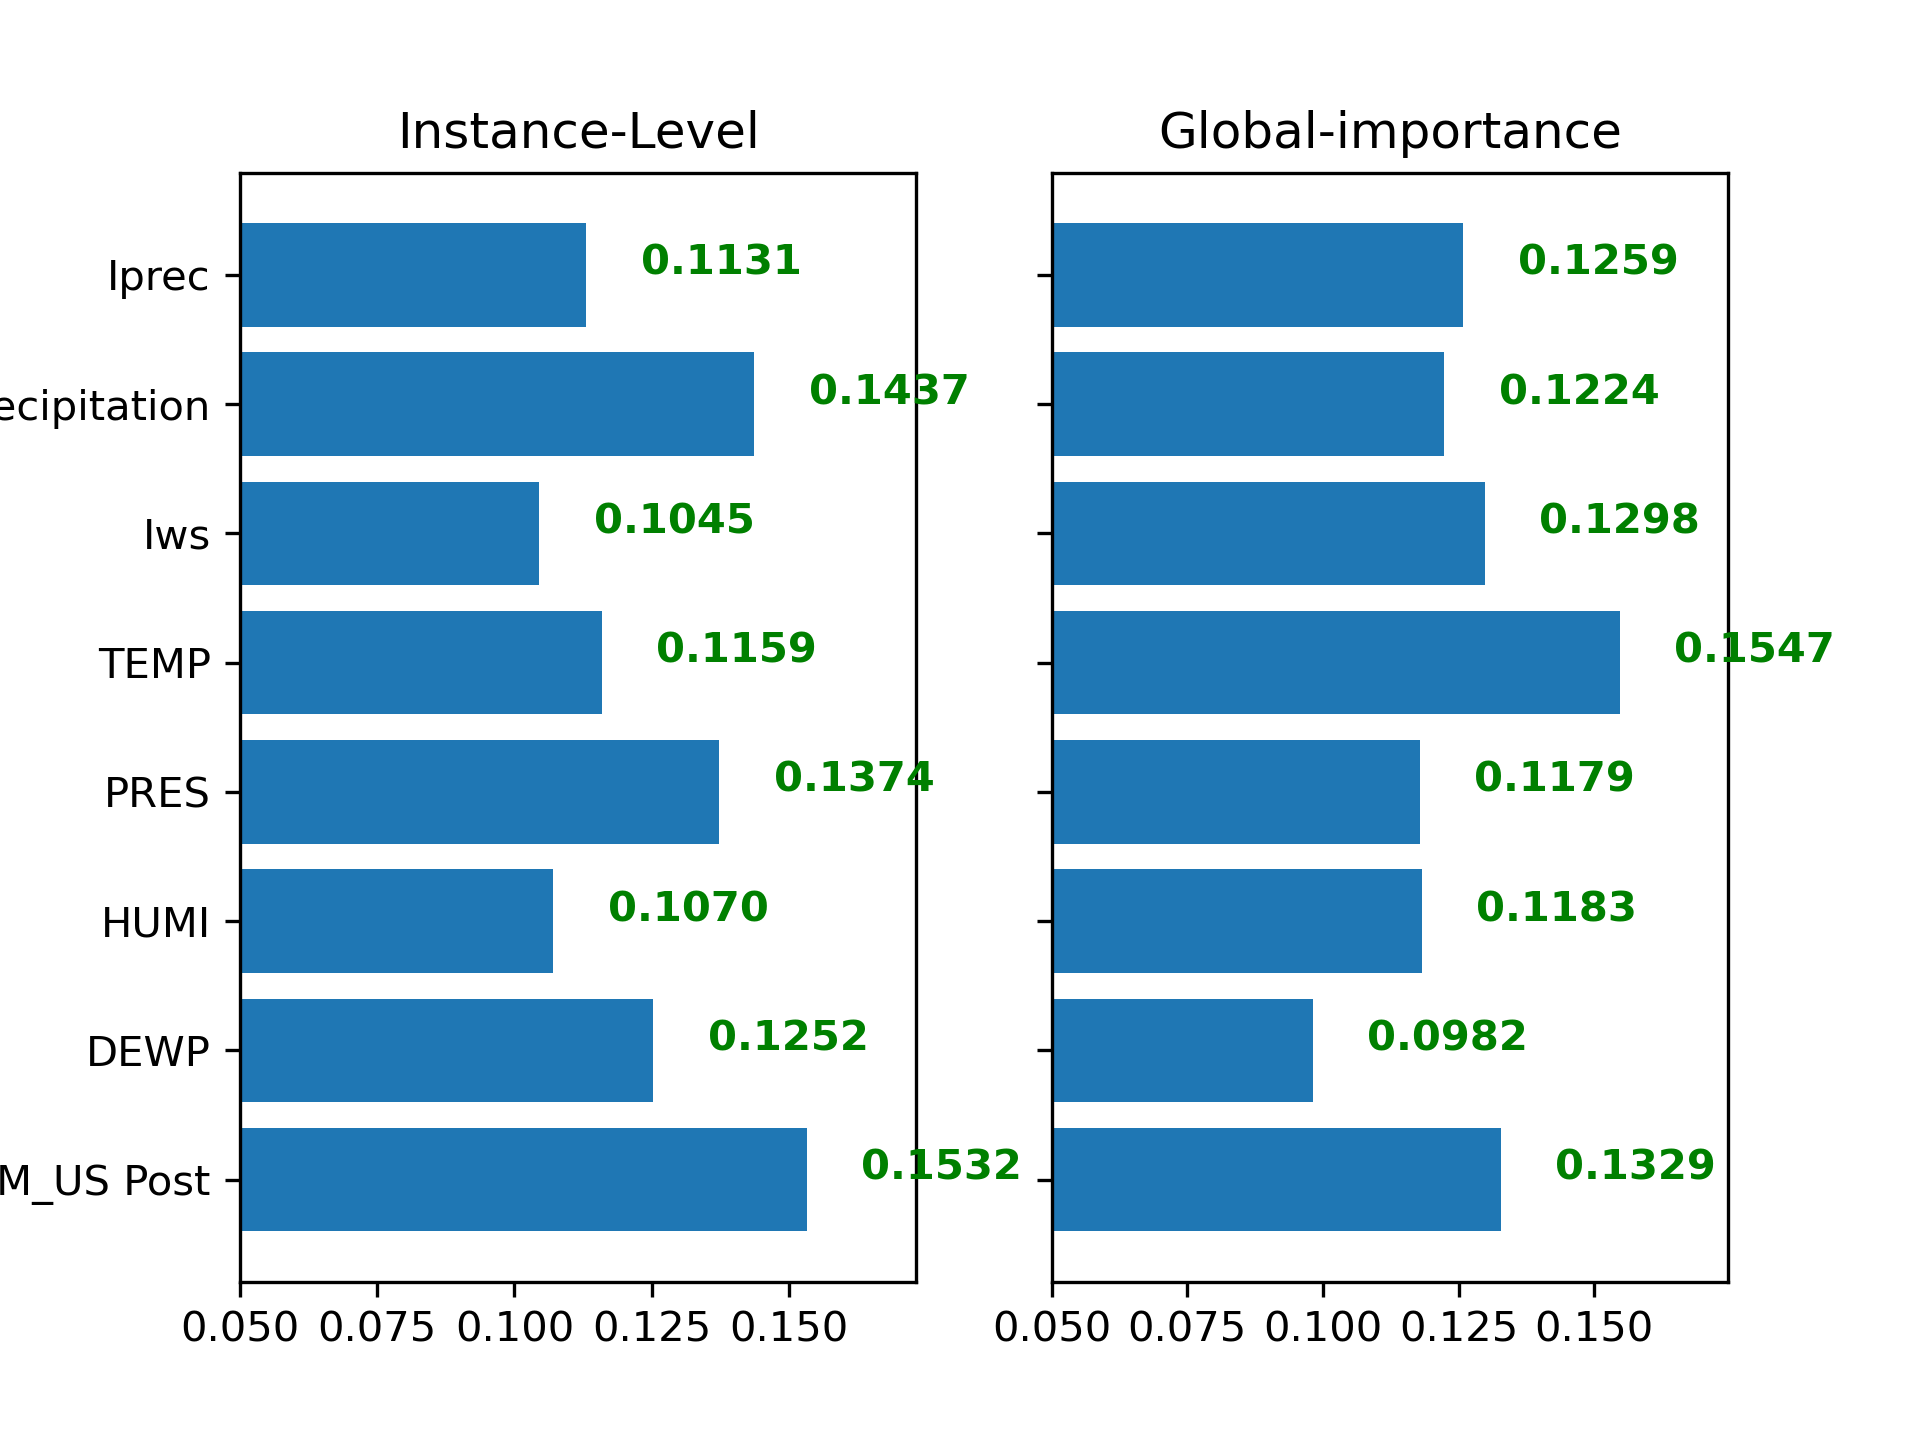 Instance-Level Global-importance
Iprec 0.1131 0.1259
ecipitation 0.1437 0.1224
Iws 0.1045 0.1298
TEMP 0.1159 0.1547
PRES 0.1374 0.1179
HUMI 0.1070 0.1183
DEWP 0.1252 0.0982
M_US Post 0.1532 0.1329
0.050 0.075 0.100 0.125 0.150 0.050 0.075 0.100 0.125 0.150